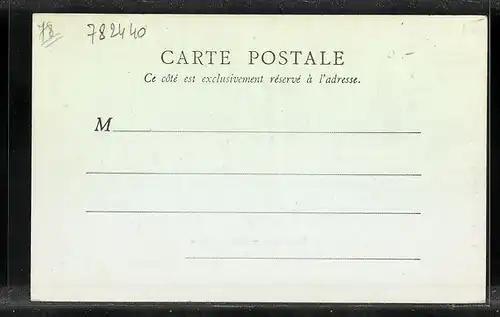 78 782440
CARTE POSTALE
Ce côté est exclusivement réservé à l'adresse.
M